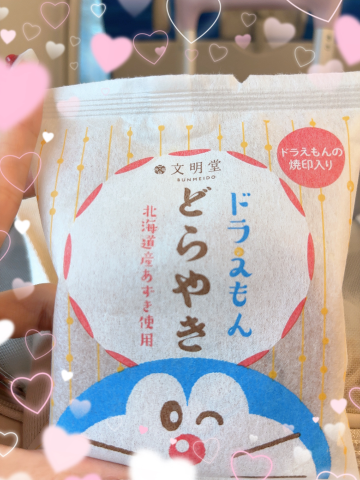 文明堂
BUNMEIDO
ドラえもんの
焼印入り
ドラえもん
どらやき
北海道産あずき使用